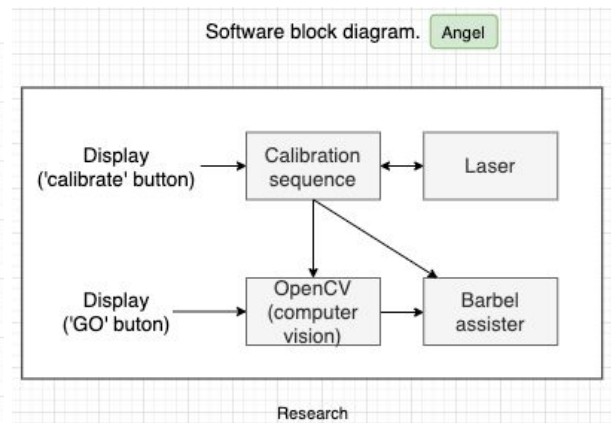 Software block diagram. Angel
Display
('calibrate' button)
Calibration
sequence
Laser
Display
('GO' buton)
OpenCV
(computer
vision)
Barbel
assister
Research